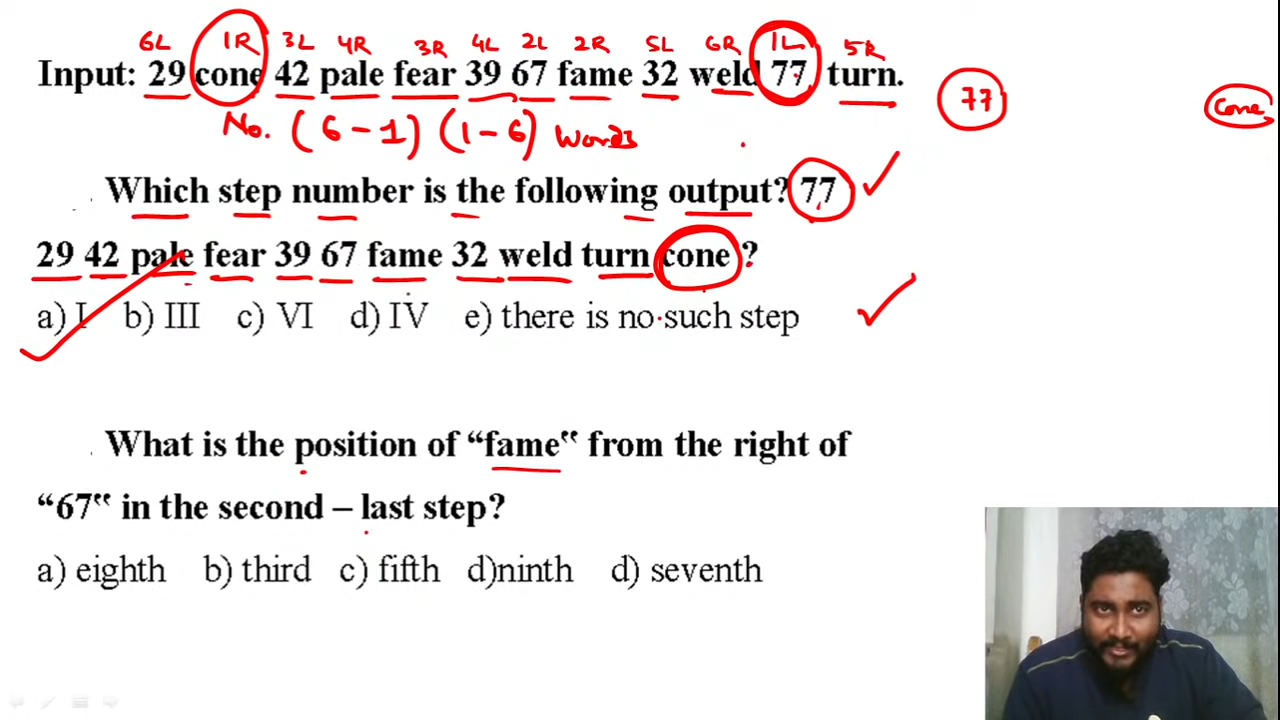 6L 1R 3L 4R 3R 4L 2L 2R 5L 6R 1L 5R
Input: 29 cone 42 pale fear 39 67 fame 32 weld 77 turn.
77 Cone
No. (6-1) (1-6) Words
Which step number is the following output? 77
29 42 pale fear 39 67 fame 32 weld turn cone ?
a) I b) III c) VI d) IV e) there is no such step
What is the position of “fame‟ from the right of
“67‟ in the second – last step?
a) eighth b) third c) fifth d)ninth d) seventh